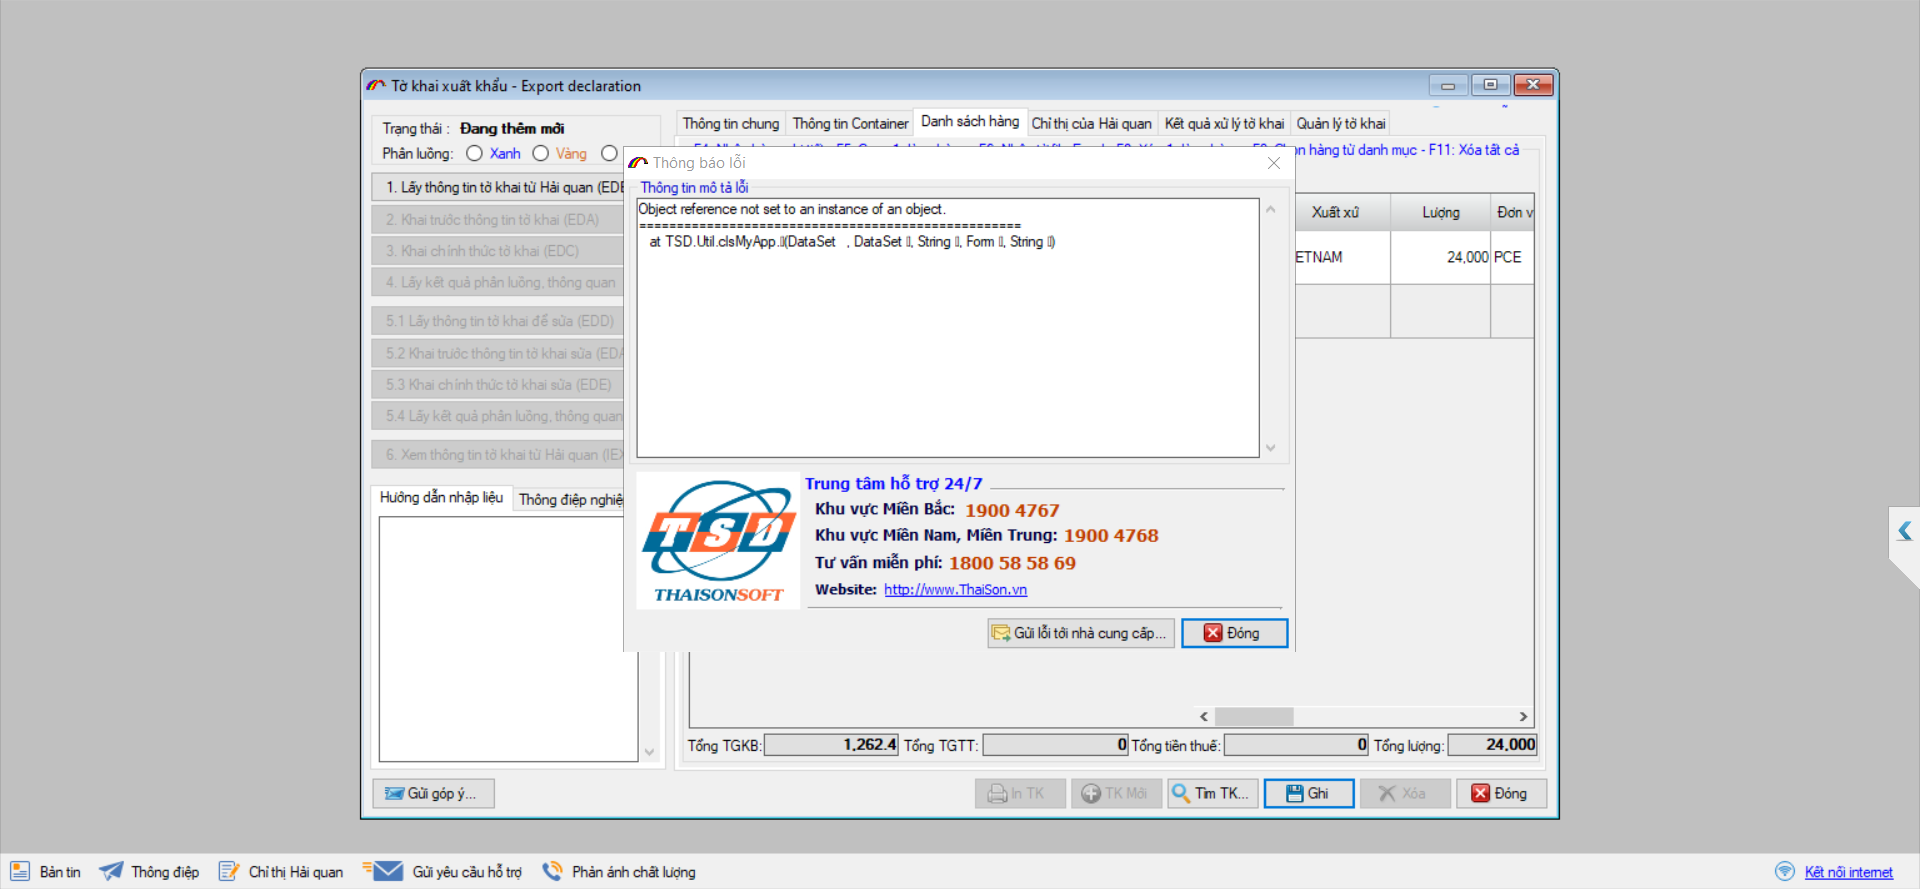 Tờ khai xuất khẩu - Export declaration
Trạng thái : Đang thêm mới
Phân luồng: Xanh Vàng
1. Lấy thông tin tờ khai từ Hải quan (EDE
2. Khai trước thông tin tờ khai (EDA)
3. Khai chính thức tờ khai (EDC)
4. Lấy kết quả phân luồng, thông quan
5.1 Lấy thông tin tờ khai để sửa (EDD)
5.2 Khai trước thông tin tờ khai sửa (EDA
5.3 Khai chính thức tờ khai sửa (EDE)
5.4 Lấy kết quả phân luồng, thông quan
6. Xem thông tin tờ khai từ Hải quan (IEX
Hướng dẫn nhập liệu Thông điệp nghiệ
Thông tin chung Thông tin Container Danh sách hàng Chỉ thị của Hải quan Kết quả xử lý tờ khai Quản lý tờ khai
n hàng từ danh mục - F11: Xóa tất cả
Xuất xứ Lượng Đơn v
ETNAM 24,000 PCE
Thông báo lỗi
Thông tin mô tả lỗi
Object reference not set to an instance of an object.
===================================================
at TSD.Util.clsMyApp.▯(DataSet , DataSet ▯, String ▯, Form ▯, String ▯)
TSD
THAISONSOFT
Trung tâm hỗ trợ 24/7
Khu vực Miền Bắc: 1900 4767
Khu vực Miền Nam, Miền Trung: 1900 4768
Tư vấn miễn phí: 1800 58 58 69
Website: http://www.ThaiSon.vn
Gửi lỗi tới nhà cung cấp... Đóng
Tổng TGKB: 1,262.4 Tổng TGTT: 0 Tổng tiền thuế: 0 Tổng lượng: 24,000
Gửi góp ý... In TK TK Mới Tìm TK... Ghi Xóa Đóng
Bản tin Thông điệp Chỉ thị Hải quan Gửi yêu cầu hỗ trợ Phản ánh chất lượng Kết nối internet